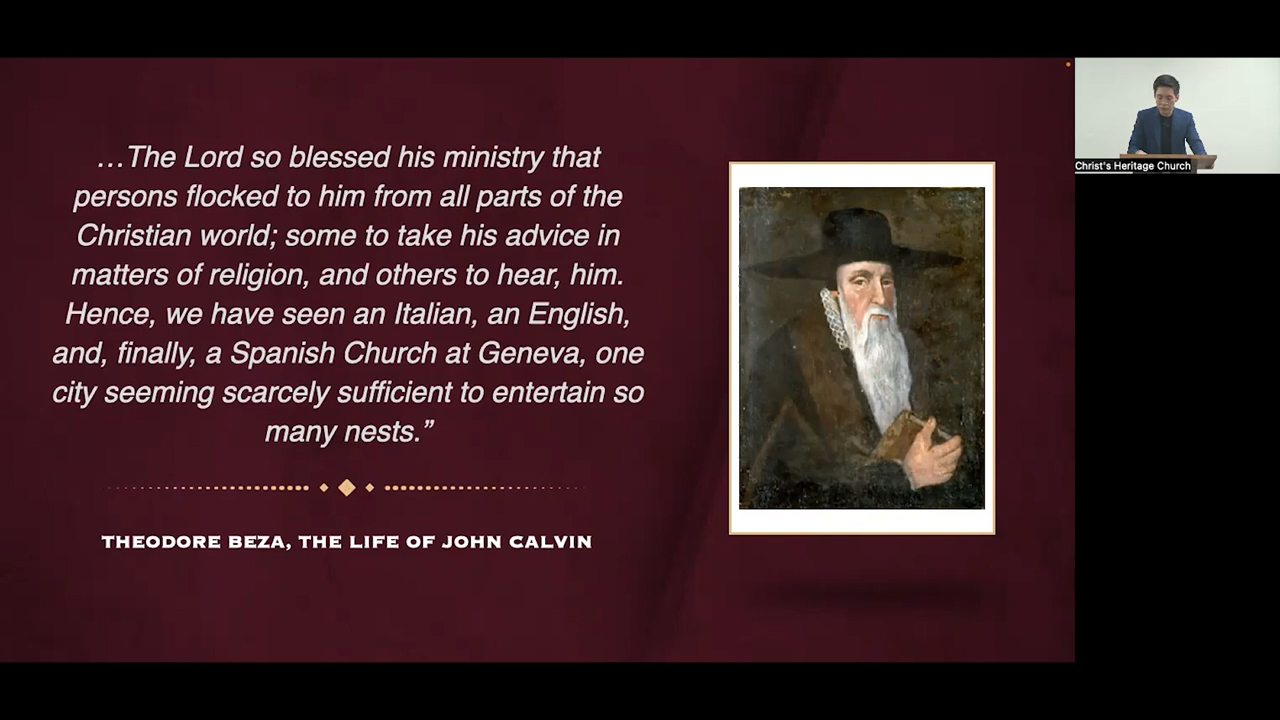 …The Lord so blessed his ministry that
persons flocked to him from all parts of the
Christian world; some to take his advice in
matters of religion, and others to hear, him.
Hence, we have seen an Italian, an English,
and, finally, a Spanish Church at Geneva, one
city seeming scarcely sufficient to entertain so
many nests.”
THEODORE BEZA, THE LIFE OF JOHN CALVIN
Christ's Heritage Church